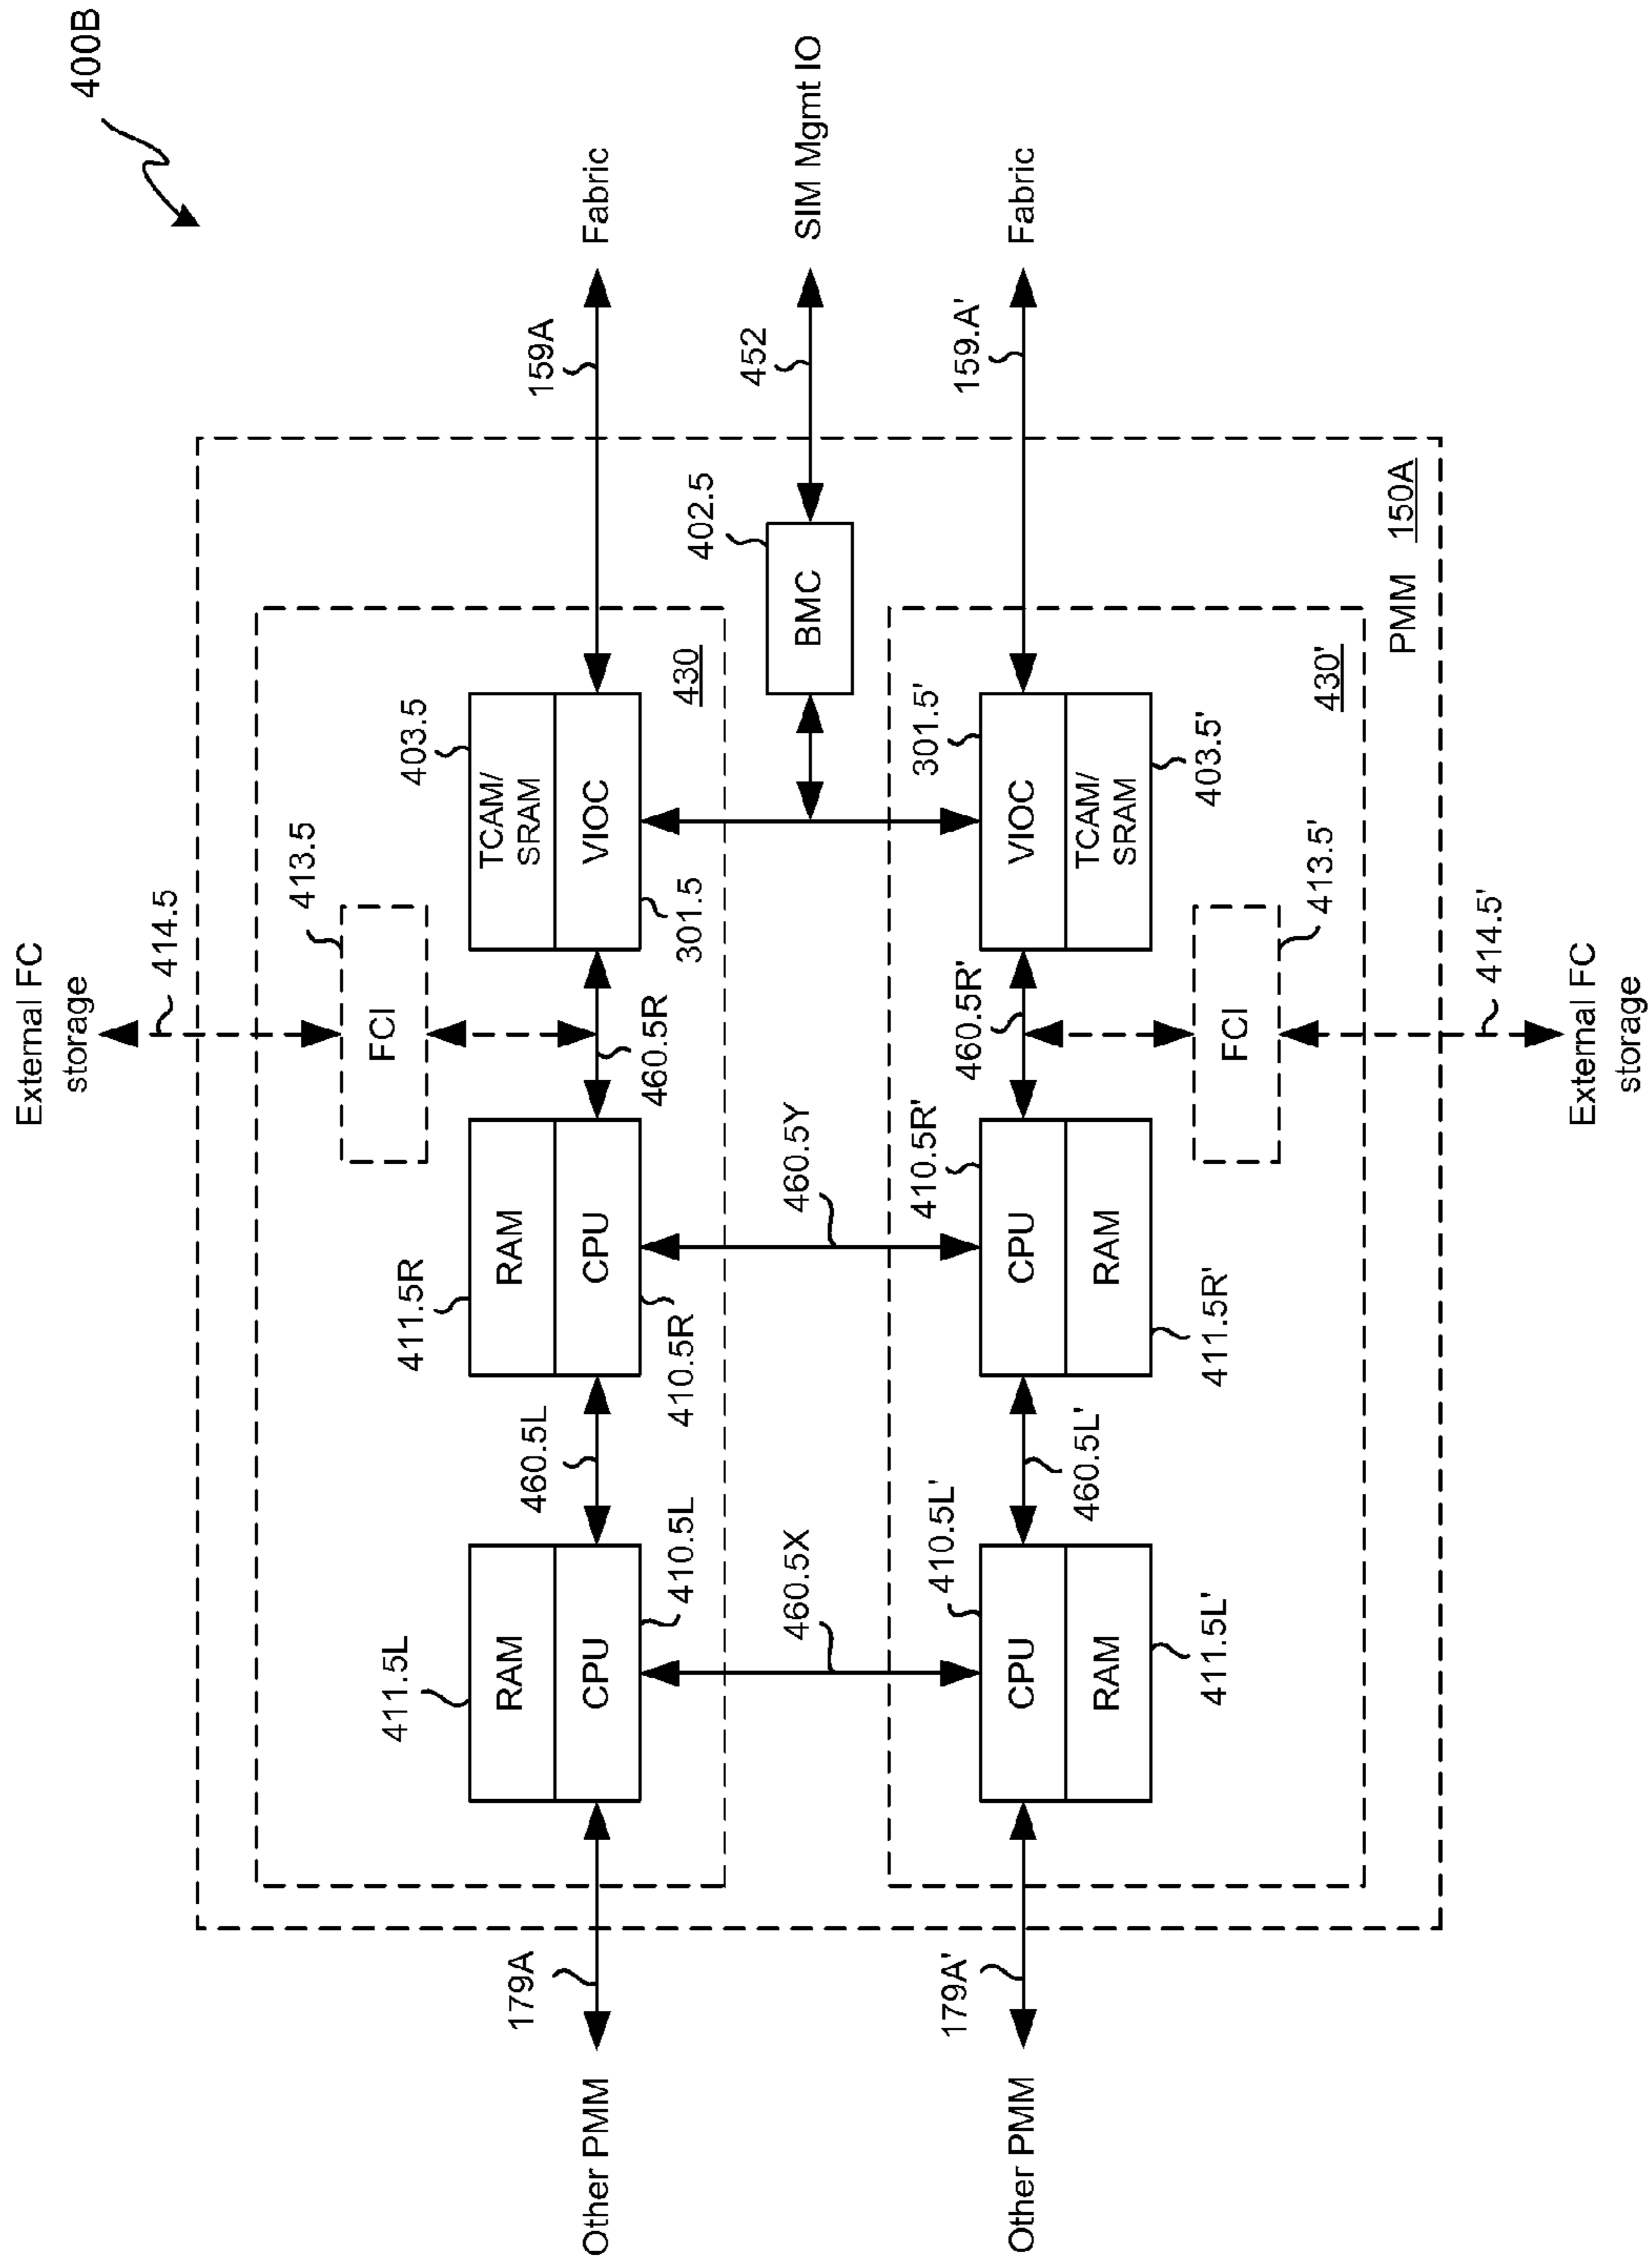 400B
External FC
storage
414.5
413.5
FCI
Other PMM
179A
411.5L
RAM
CPU
410.5L
460.5L
411.5R
RAM
CPU
410.5R
460.5R
403.5
TCAM/
SRAM
VIOC
301.5
430
159A
Fabric
460.5X
460.5Y
BMC
402.5
452
SIM Mgmt IO
Other PMM
179A'
410.5L'
CPU
RAM
411.5L'
460.5L'
410.5R'
CPU
RAM
411.5R'
460.5R'
301.5'
VIOC
TCAM/
SRAM
403.5'
430'
159.A'
Fabric
FCI
413.5'
PMM 150A
414.5'
External FC
storage